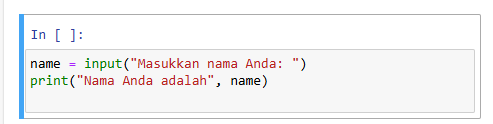 In [ ]:
name = input("Masukkan nama Anda: ")
print("Nama Anda adalah", name)